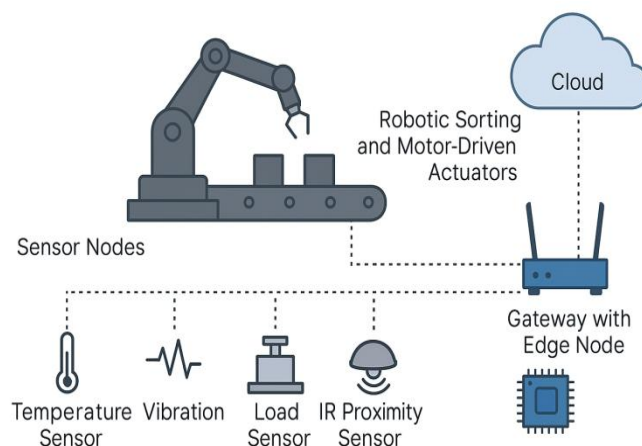 Cloud
Robotic Sorting
and Motor-Driven
Actuators
Sensor Nodes
Gateway with
Edge Node
Temperature
Sensor
Vibration
Load
Sensor
IR Proximity
Sensor